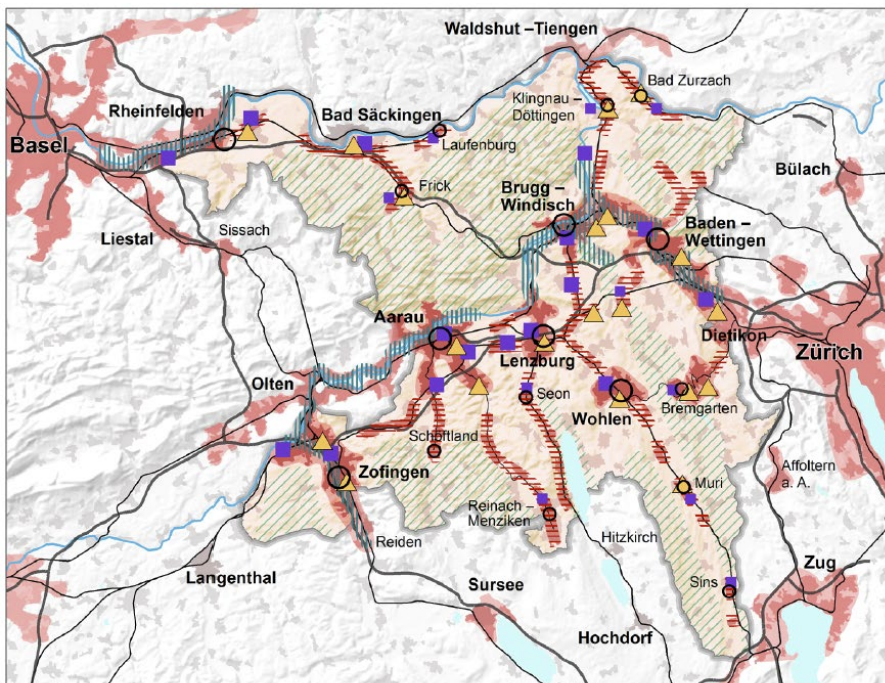 Waldshut –Tiengen
Bad Zurzach
Rheinfelden
Bad Säckingen
Klingnau –
Döttingen
Basel
Laufenburg
Bülach
Frick
Brugg –
Windisch
Baden –
Wettingen
Liestal
Sissach
Aarau
Lenzburg
Dietikon
Zürich
Olten
Seon
Wohlen
Bremgarten
Schöftland
Zofingen
Affoltern
a. A.
Muri
Reinach –
Menziken
Reiden
Hitzkirch
Langenthal
Sursee
Sins
Zug
Hochdorf